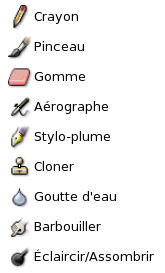 Crayon
Pinceau
Gomme
Aérographe
Stylo-plume
Cloner
Goutte d'eau
Barbouiller
Éclaircir/Assombrir